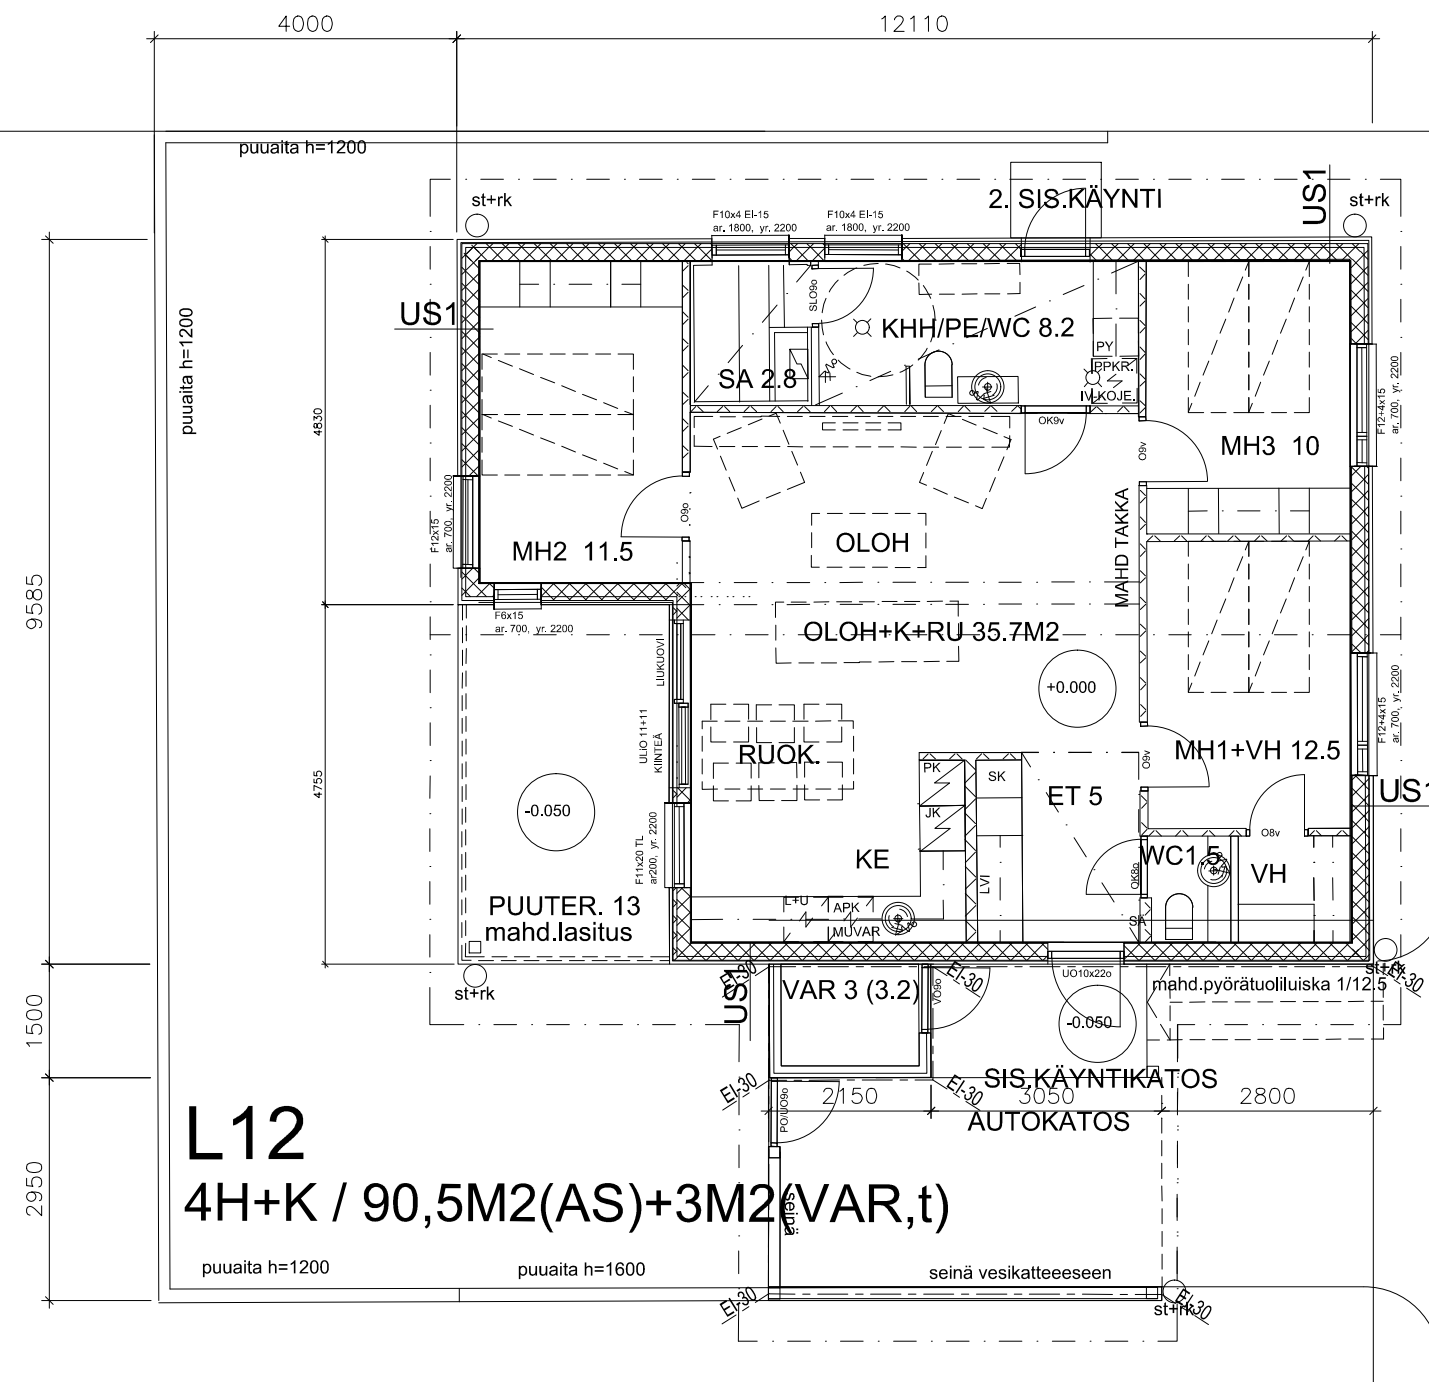 4000
12110
puuaita h=1200
2. SIS.KÄYNTI
US1
st+rk
st+rk
F10x4 EI-15
ar. 1800, yr. 2200
F10x4 EI-15
ar. 1800, yr. 2200
US1
puuaita h=1200
SLO9o
KHH/PE/WC 8.2
PY
PPKR.
IV-KOJE.
SA 2.8
4830
OK9v
O9v
MH3 10
F12+4x15
ar. 700, yr. 2200
F12x15
ar. 700, yr. 2200
MH2 11.5
O9o
OLOH
MAHD TAKKA
9585
F6x15
ar. 700, yr. 2200
OLOH+K+RU 35.7M2
LIUKUOVI
+0.000
ULIO 11+11
KIINTEÄ
RUOK.
PK
SK
ET 5
O9v
MH1+VH 12.5
F12+4x15
ar. 700, yr. 2200
US1
4755
-0.050
JK
F11x20 TL
ar200, yr. 2200
KE
LVI
OK8o
WC1.5
O8v
VH
PUUTER. 13
mahd.lasitus
L+U
APK
MUVAR
SA
st+rk
US1
EI-30
VAR 3 (3.2)
VO9o
EI-30
UO10x22o
st+rk
EI-30
mahd.pyörätuoliluiska 1/12.5
1500
-0.050
EI-30
EI-30
SIS.KÄYNTIKATOS
2150
3050
2800
PO/UO9o
AUTOKATOS
L12
4H+K / 90,5M2(AS)+3M2(VAR,t)
2950
seinä
puuaita h=1200
puuaita h=1600
seinä vesikatteeeseen
EI-30
EI-30
st+rk